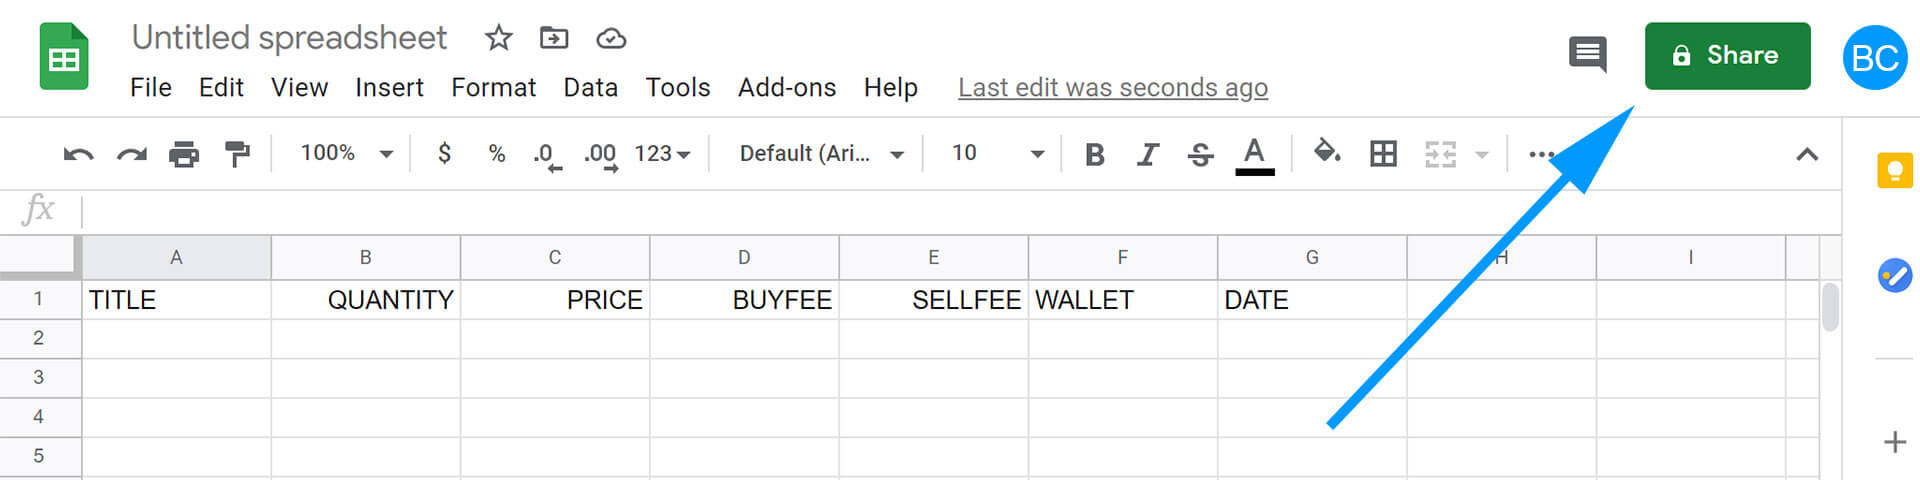 Untitled spreadsheet
File Edit View Insert Format Data Tools Add-ons Help Last edit was seconds ago
Share
BC
100% $ % .0 .00 123 Default (Ari... 10 B I S A
fx
A B C D E F G H I
1 TITLE QUANTITY PRICE BUYFEE SELLFEE WALLET DATE
2
3
4
5